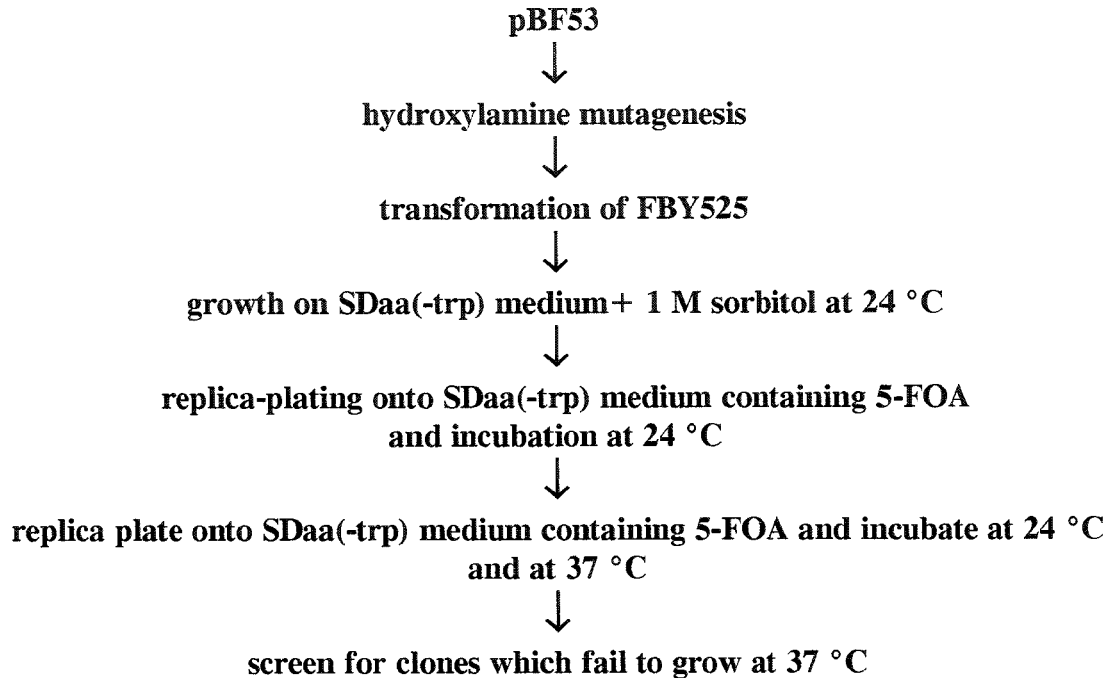 pBF53
hydroxylamine mutagenesis
transformation of FBY525
growth on SDaa(-trp) medium+ 1 M sorbitol at 24 °C
replica-plating onto SDaa(-trp) medium containing 5-FOA
and incubation at 24 °C
replica plate onto SDaa(-trp) medium containing 5-FOA and incubate at 24 °C
and at 37 °C
screen for clones which fail to grow at 37 °C